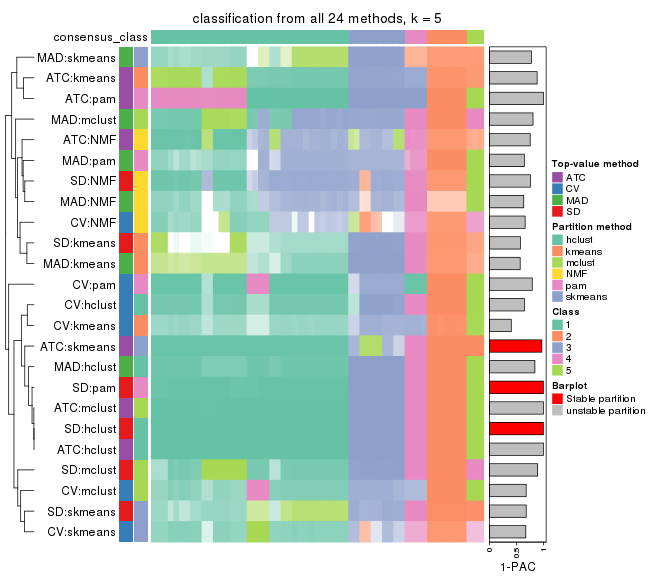 classification from all 24 methods, k = 5
consensus_class
MAD:skmeans
ATC:kmeans
ATC:pam
MAD:mclust
ATC:NMF
MAD:pam
SD:NMF
MAD:NMF
CV:NMF
SD:kmeans
MAD:kmeans
CV:pam
CV:hclust
CV:kmeans
ATC:skmeans
MAD:hclust
SD:pam
ATC:mclust
SD:hclust
ATC:hclust
SD:mclust
CV:mclust
SD:skmeans
CV:skmeans
0
0.5
1
1-PAC
Top-value method
ATC
CV
MAD
SD
Partition method
hclust
kmeans
mclust
NMF
pam
skmeans
Class
1
2
3
4
5
Barplot
Stable partition
unstable partition